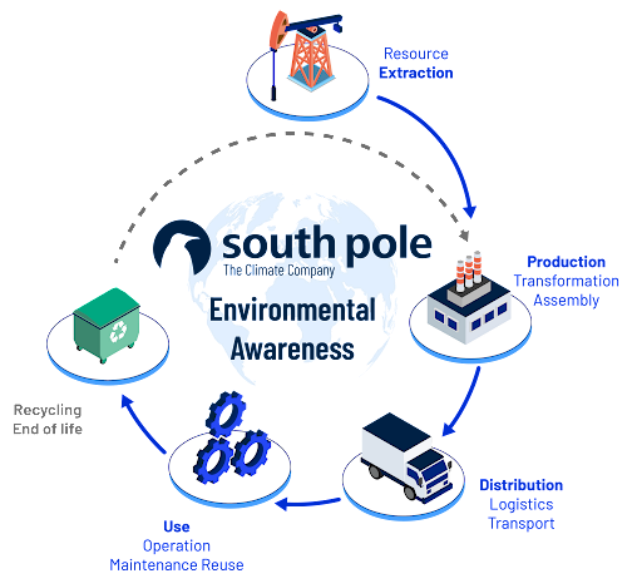 Resource
Extraction
south pole
The Climate Company
Environmental
Awareness
Production
Transformation
Assembly
Distribution
Logistics
Transport
Use
Operation
Maintenance Reuse
Recycling
End of life